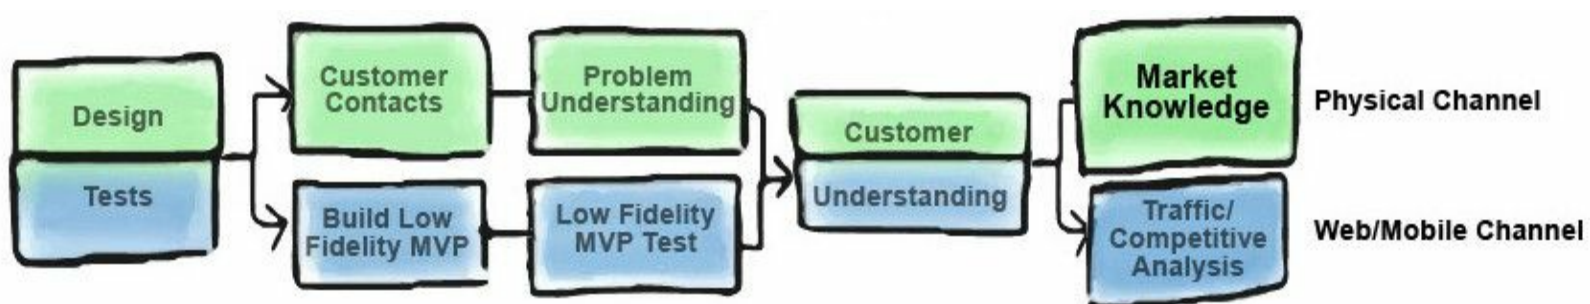 Design
Tests
Customer
Contacts
Problem
Understanding
Build Low
Fidelity MVP
Low Fidelity
MVP Test
Customer
Understanding
Market
Knowledge
Physical Channel
Traffic/
Competitive
Analysis
Web/Mobile Channel